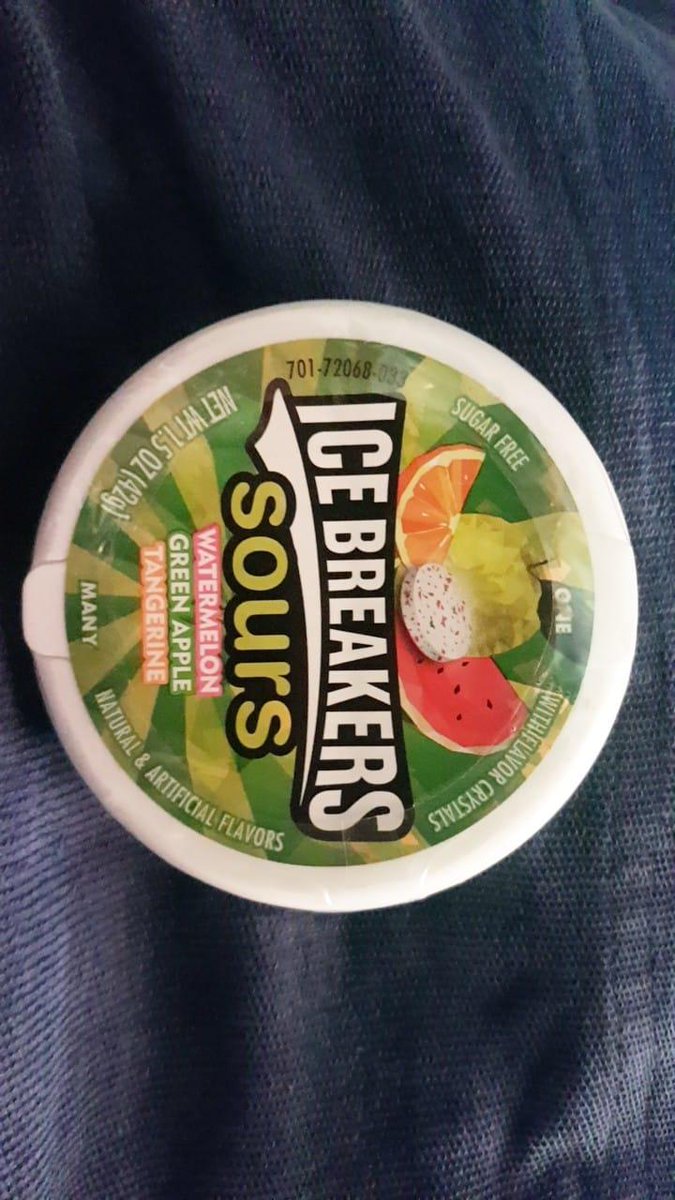 701-72068-033
ICE BREAKERS
sours
WATERMELON
GREEN APPLE
TANGERINE
SUGAR FREE
ONE
WITH FLAVOR CRYSTALS
NET WT 1.5 OZ (42g)
MANY
NATURAL & ARTIFICIAL FLAVORS